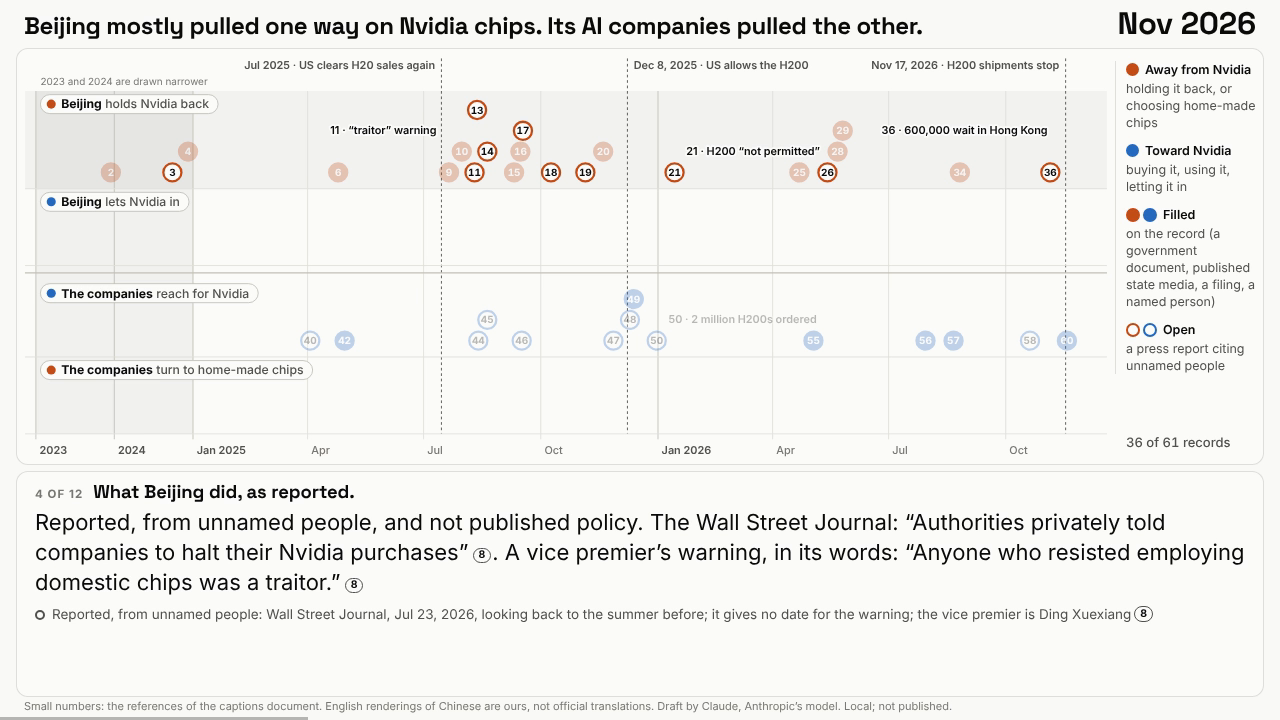 Beijing mostly pulled one way on Nvidia chips. Its AI companies pulled the other.
Nov 2026
Jul 2025 · US clears H20 sales again
Dec 8, 2025 · US allows the H200
Nov 17, 2026 · H200 shipments stop
2023 and 2024 are drawn narrower
Beijing holds Nvidia back
13
11 · “traitor” warning
17
29
36 · 600,000 wait in Hong Kong
4
10
14
16
20
21 · H200 “not permitted”
28
2
3
6
9
11
15
18
19
21
25
26
34
36
Beijing lets Nvidia in
The companies reach for Nvidia
49
45
48
50 · 2 million H200s ordered
40
42
44
46
47
50
55
56
57
58
60
The companies turn to home-made chips
2023
2024
Jan 2025
Apr
Jul
Oct
Jan 2026
Apr
Jul
Oct
Away from Nvidia
holding it back, or
choosing home-made
chips
Toward Nvidia
buying it, using it,
letting it in
Filled
on the record (a
government
document, published
state media, a filing, a
named person)
Open
a press report citing
unnamed people
36 of 61 records
4 OF 12 What Beijing did, as reported.
Reported, from unnamed people, and not published policy. The Wall Street Journal: “Authorities privately told
companies to halt their Nvidia purchases” 8. A vice premier’s warning, in its words: “Anyone who resisted employing
domestic chips was a traitor.” 8
Reported, from unnamed people: Wall Street Journal, Jul 23, 2026, looking back to the summer before; it gives no date for the warning; the vice premier is Ding Xuexiang 8
Small numbers: the references of the captions document. English renderings of Chinese are ours, not official translations. Draft by Claude, Anthropic’s model. Local; not published.